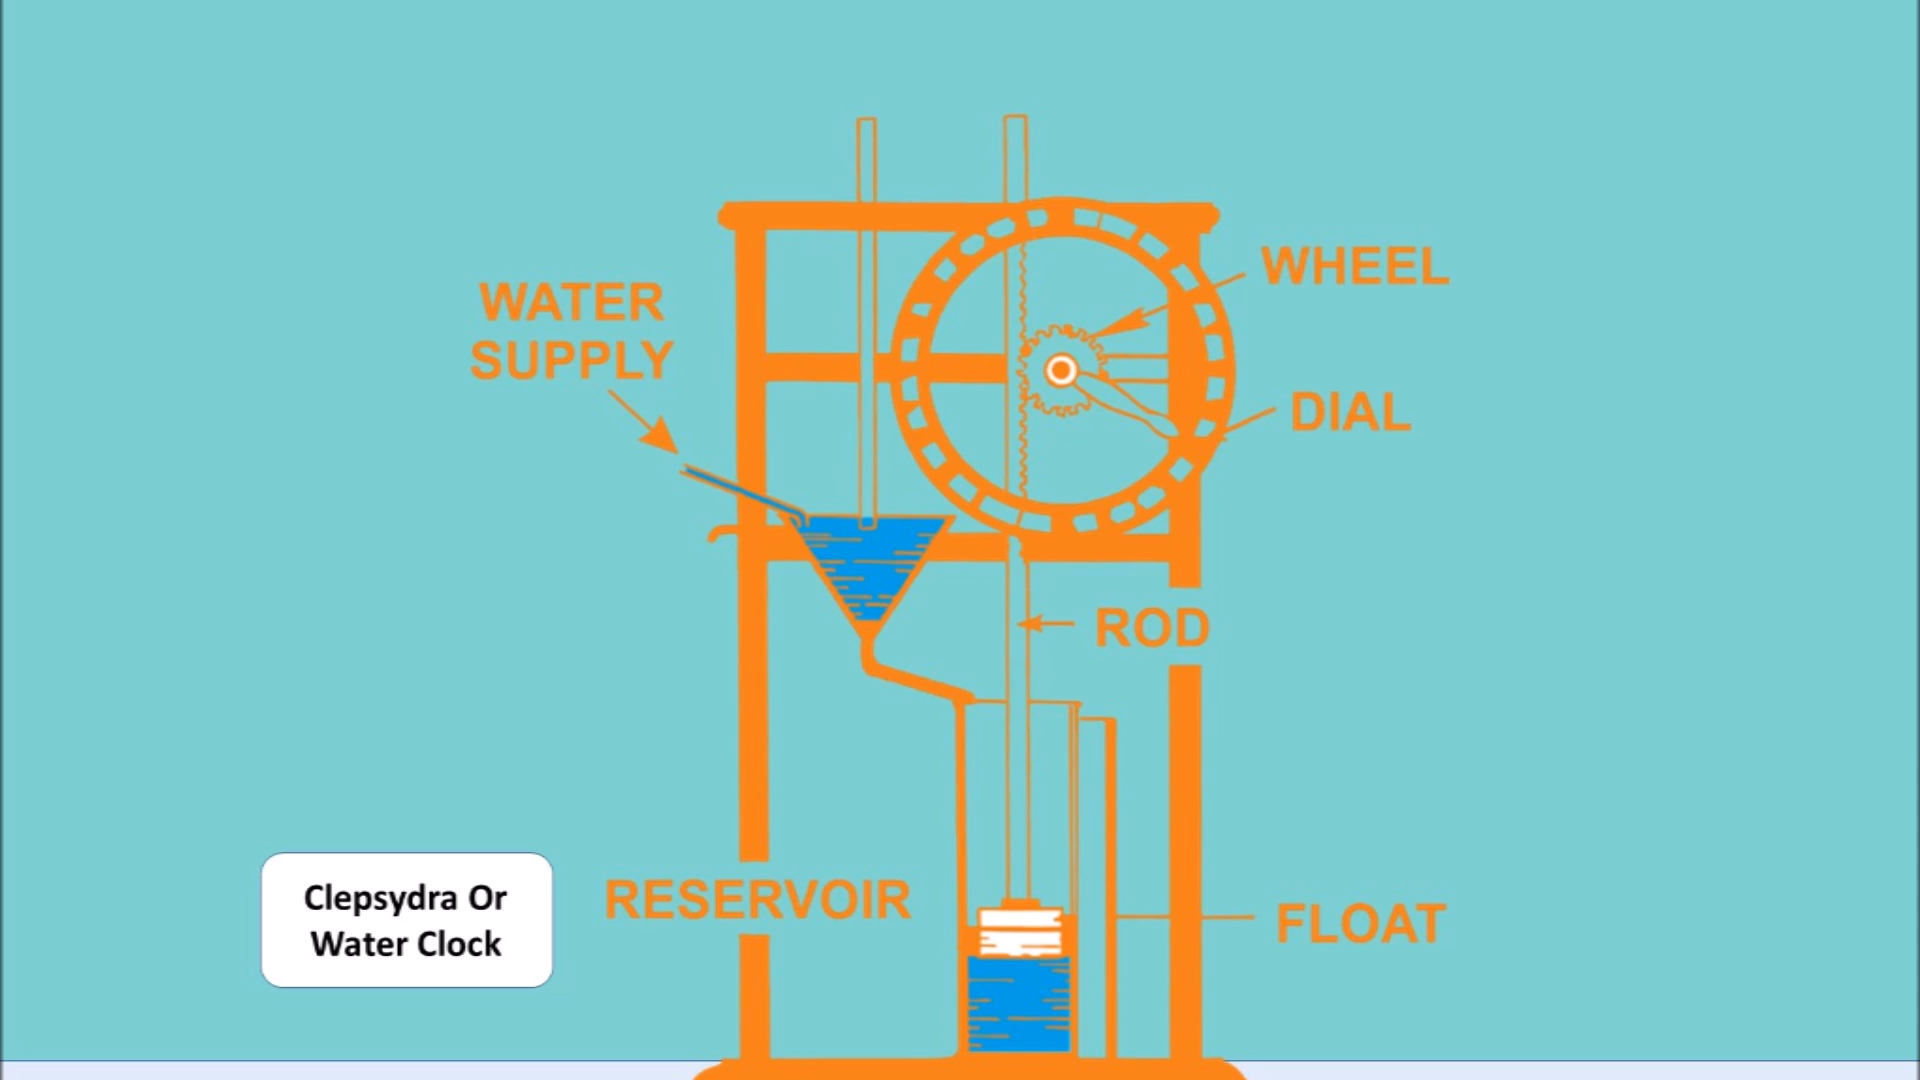 WHEEL
WATER
SUPPLY
DIAL
ROD
RESERVOIR
FLOAT
Clepsydra Or
Water Clock